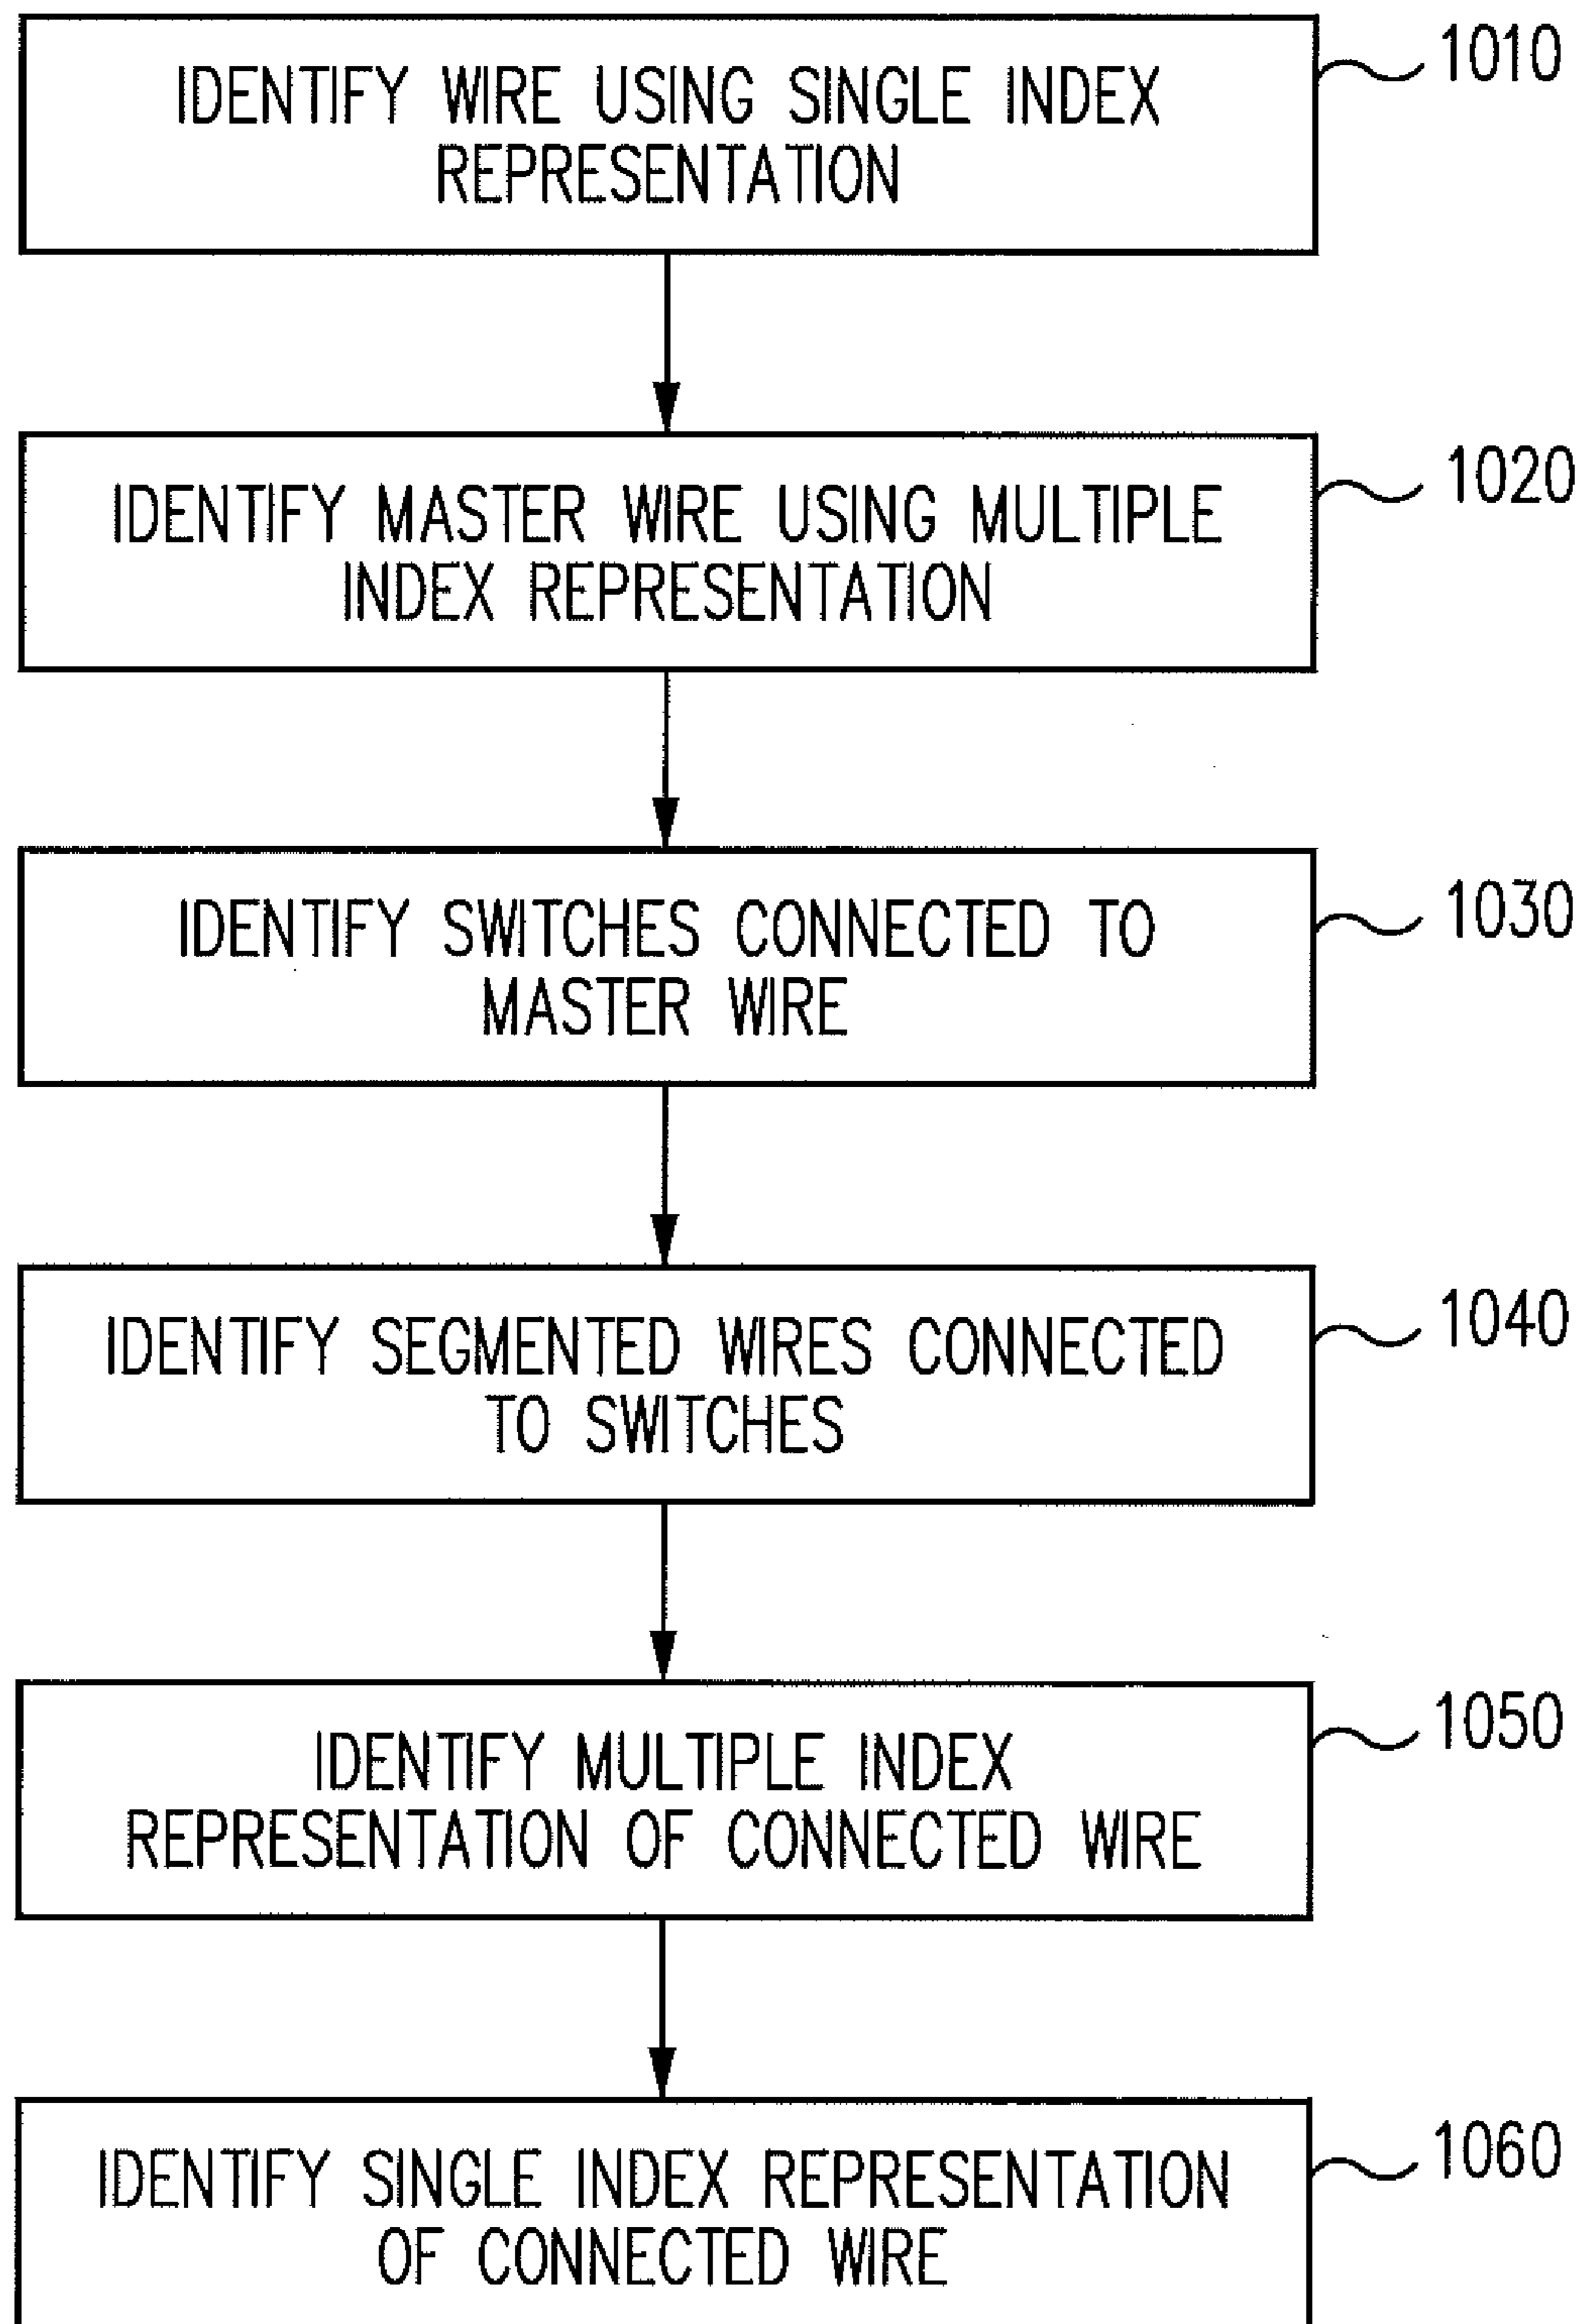 IDENTIFY WIRE USING SINGLE INDEX
REPRESENTATION
1010
IDENTIFY MASTER WIRE USING MULTIPLE
INDEX REPRESENTATION
1020
IDENTIFY SWITCHES CONNECTED TO
MASTER WIRE
1030
IDENTIFY SEGMENTED WIRES CONNECTED
TO SWITCHES
1040
IDENTIFY MULTIPLE INDEX
REPRESENTATION OF CONNECTED WIRE
1050
IDENTIFY SINGLE INDEX REPRESENTATION
OF CONNECTED WIRE
1060